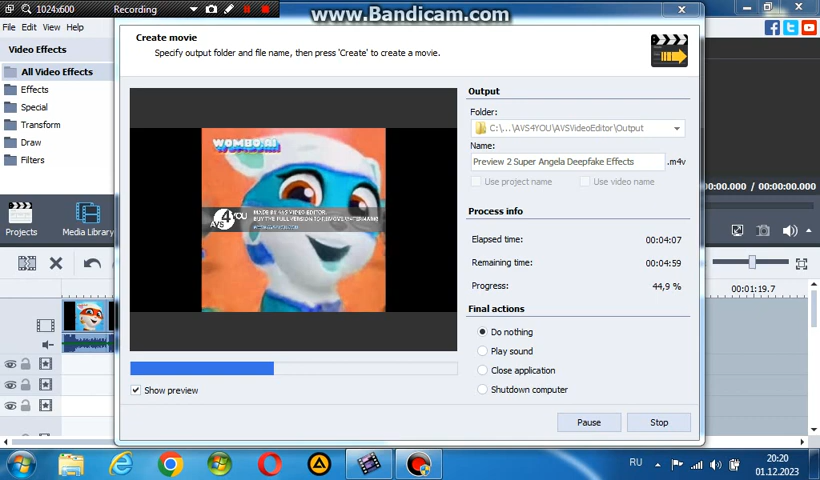 1024x600
Recording
www.Bandicam.com
File
Edit
Help
Video Effects
All Video Effects
Effects
Special
Transform
Draw
Filters
Projects
Media Library
Create movie
Specify output folder and file name, then press 'Create' to create a movie.
WOMBO.AI
AVS4YOU
MADE BY AVS VIDEO EDITOR.
Show preview
Output
Folder:
C:\...\AVS4YOU\AVSVideoEditor\Output
Name:
Preview 2 Super Angela Deepfake Effects
.m4v
Use project name
Use video name
Process info
Elapsed time:
00:04:07
Remaining time:
00:04:59
Progress:
44,9 %
Final actions
Do nothing
Play sound
Close application
Shutdown computer
Pause
Stop
00:00.000 / 00:00:00.000
00:01:19.7
RU
20:20
01.12.2023